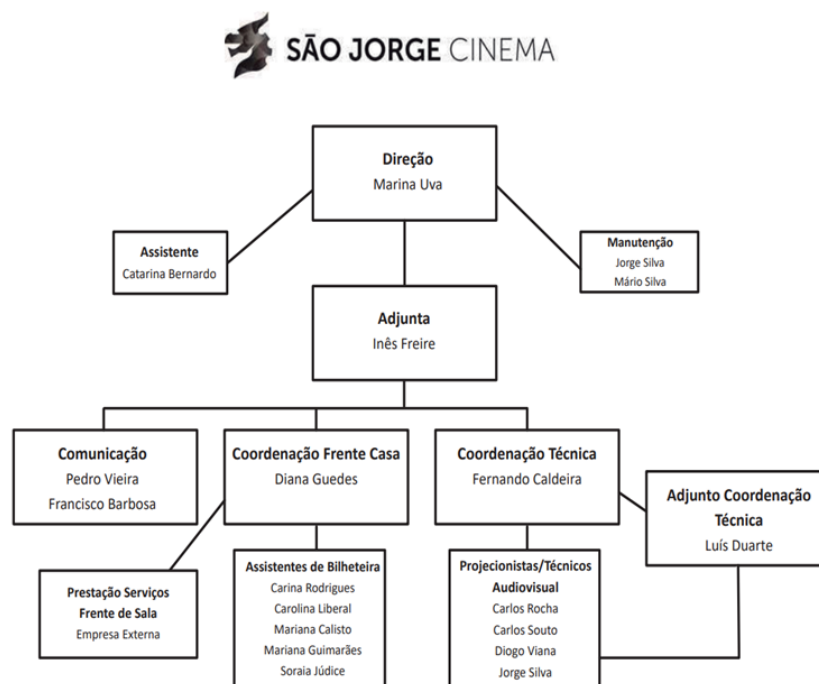 SÃO JORGE CINEMA
Direção
Marina Uva
Assistente
Catarina Bernardo
Manutenção
Jorge Silva
Mário Silva
Adjunta
Inês Freire
Comunicação
Pedro Vieira
Francisco Barbosa
Coordenação Frente Casa
Diana Guedes
Coordenação Técnica
Fernando Caldeira
Adjunto Coordenação
Técnica
Luís Duarte
Prestação Serviços
Frente de Sala
Empresa Externa
Assistentes de Bilheteira
Carina Rodrigues
Carolina Liberal
Mariana Calisto
Mariana Guimarães
Soraia Júdice
Projecionistas/Técnicos
Audiovisual
Carlos Rocha
Carlos Souto
Diogo Viana
Jorge Silva